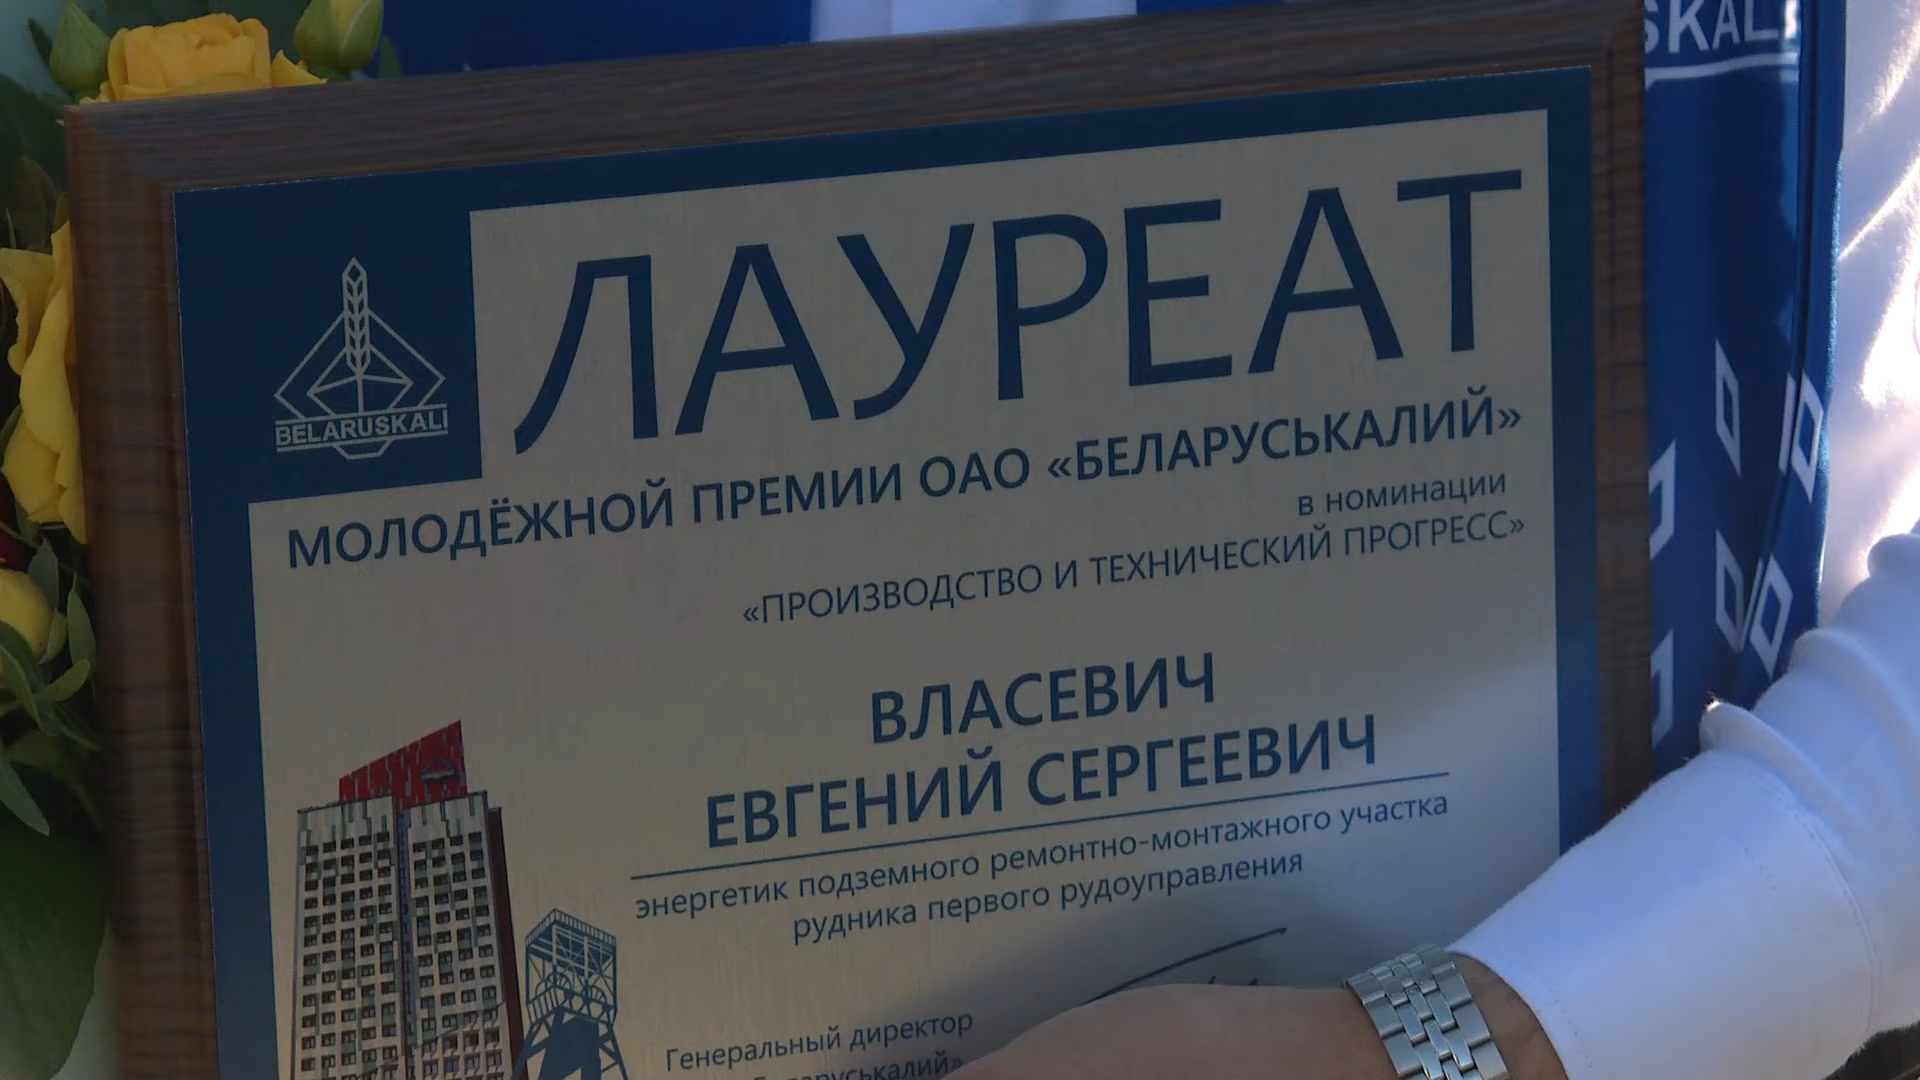 SKALI
ЛАУРЕАТ
BELARUSKALI
МОЛОДЁЖНОЙ ПРЕМИИ ОАО «БЕЛАРУСЬКАЛИЙ»
в номинации
«ПРОИЗВОДСТВО И ТЕХНИЧЕСКИЙ ПРОГРЕСС»
ВЛАСЕВИЧ
ЕВГЕНИЙ СЕРГЕЕВИЧ
энергетик подземного ремонтно-монтажного участка
рудника первого рудоуправления
Генеральный директор